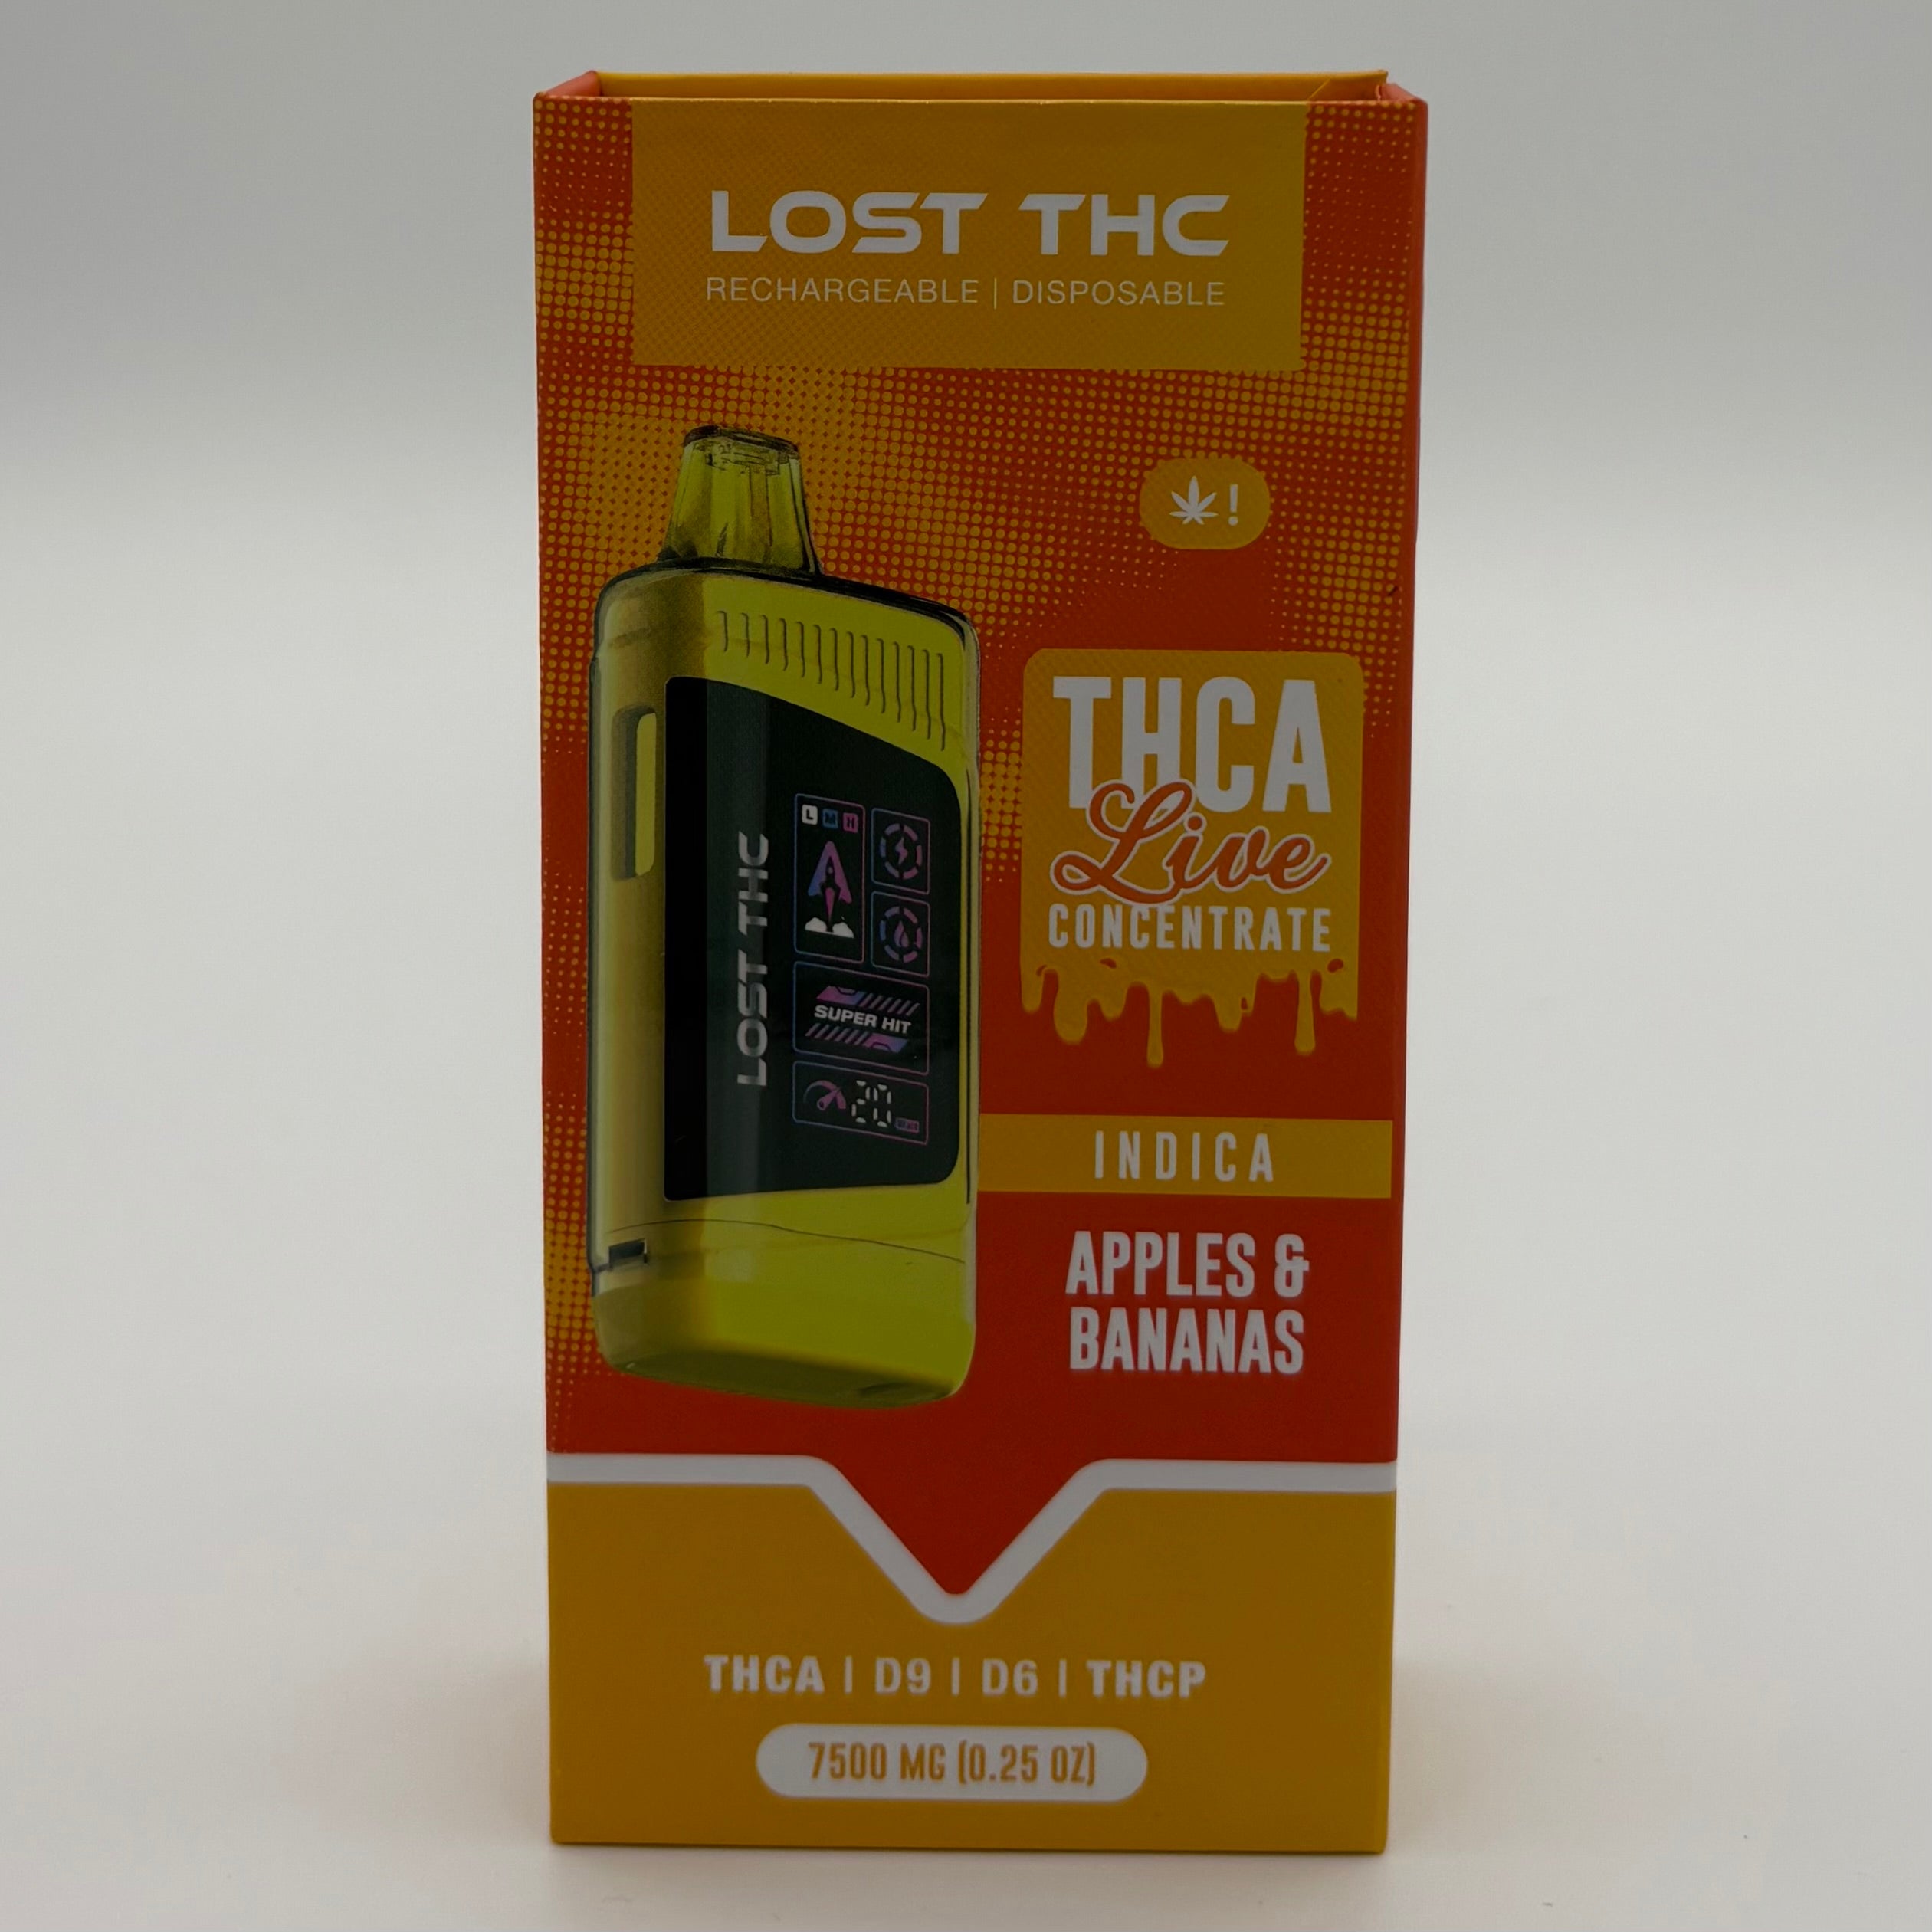 LOST THC
RECHARGEABLE | DISPOSABLE
!
THCA
Live
CONCENTRATE
L M H
LOST THC
SUPER HIT
20
INDICA
APPLES &
BANANAS
THCA | D9 | D6 | THCP
7500 MG (0.25 OZ)